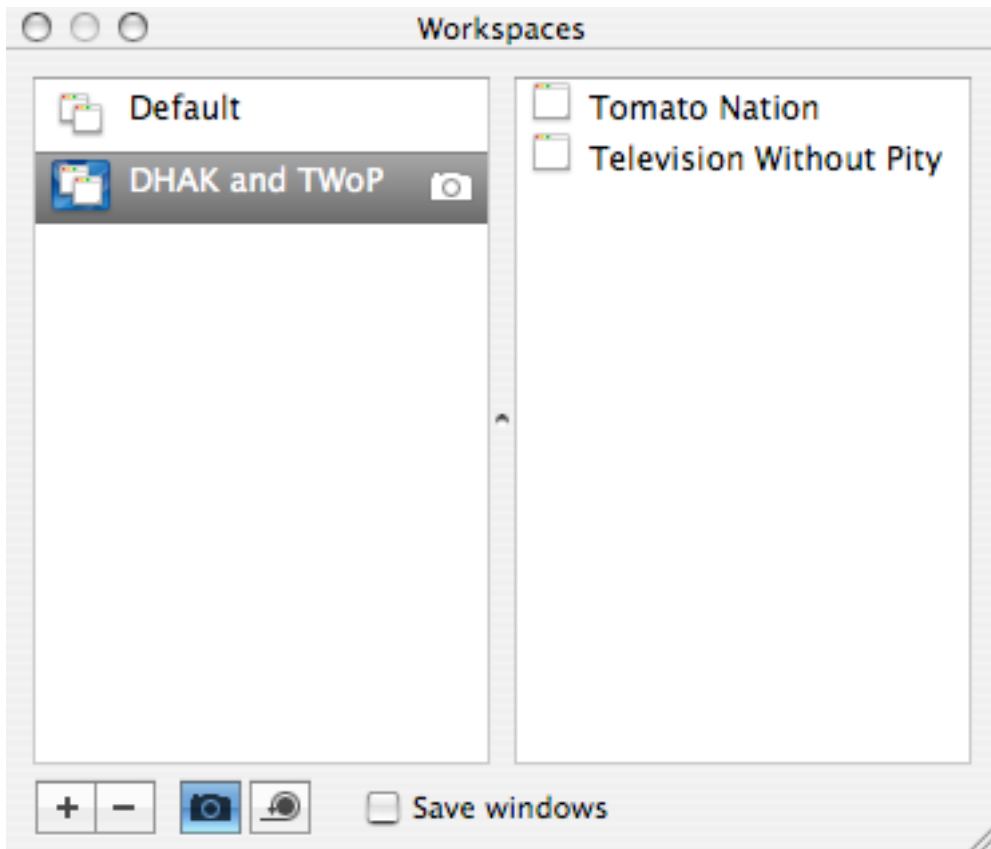 Workspaces
Default
DHAK and TWoP
Tomato Nation
Television Without Pity
Save windows